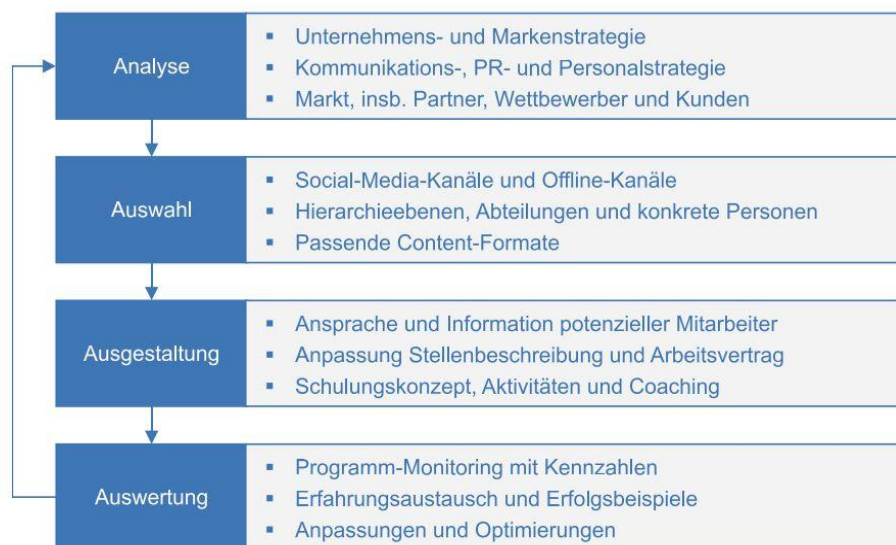 Analyse
▪ Unternehmens- und Markenstrategie
▪ Kommunikations-, PR- und Personalstrategie
▪ Markt, insb. Partner, Wettbewerber und Kunden
Auswahl
▪ Social-Media-Kanäle und Offline-Kanäle
▪ Hierarchieebenen, Abteilungen und konkrete Personen
▪ Passende Content-Formate
Ausgestaltung
▪ Ansprache und Information potenzieller Mitarbeiter
▪ Anpassung Stellenbeschreibung und Arbeitsvertrag
▪ Schulungskonzept, Aktivitäten und Coaching
Auswertung
▪ Programm-Monitoring mit Kennzahlen
▪ Erfahrungsaustausch und Erfolgsbeispiele
▪ Anpassungen und Optimierungen